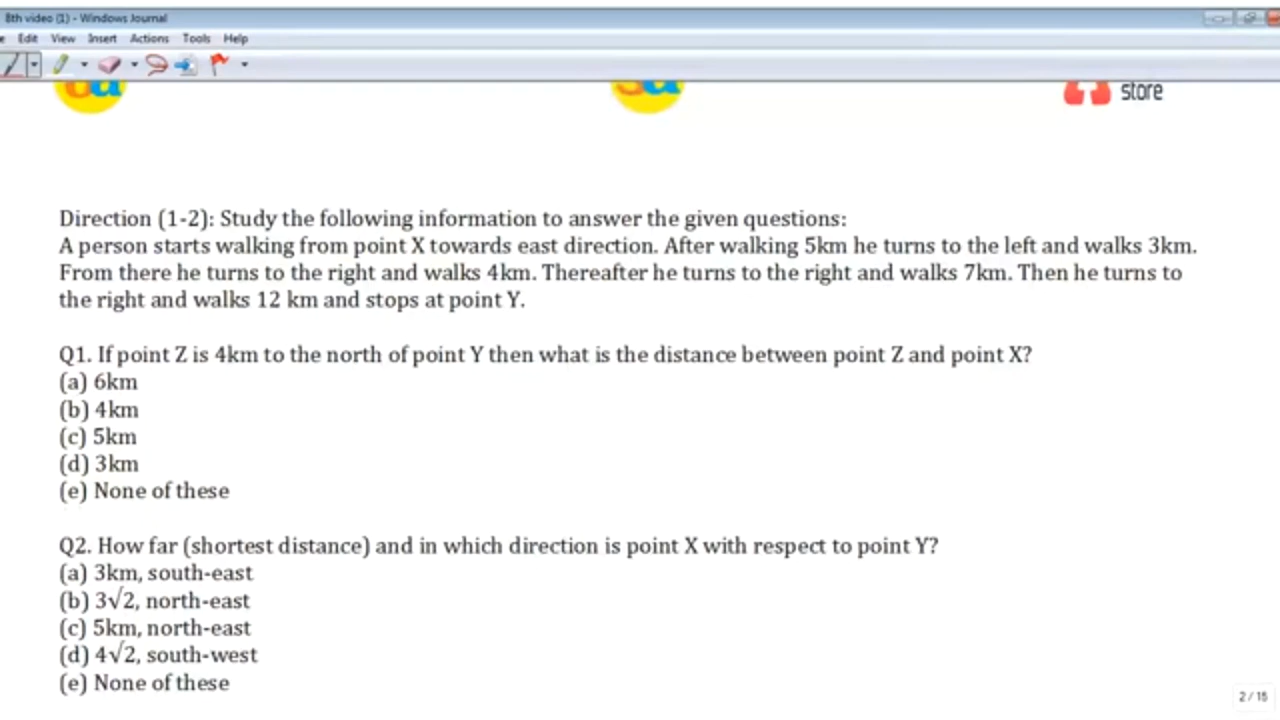 8th video (1) - Windows Journal
Edit View Insert Actions Tools Help
store
Direction (1-2): Study the following information to answer the given questions:
A person starts walking from point X towards east direction. After walking 5km he turns to the left and walks 3km.
From there he turns to the right and walks 4km. Thereafter he turns to the right and walks 7km. Then he turns to
the right and walks 12 km and stops at point Y.
Q1. If point Z is 4km to the north of point Y then what is the distance between point Z and point X?
(a) 6km
(b) 4km
(c) 5km
(d) 3km
(e) None of these
Q2. How far (shortest distance) and in which direction is point X with respect to point Y?
(a) 3km, south-east
(b) 3√2, north-east
(c) 5km, north-east
(d) 4√2, south-west
(e) None of these
2 / 15